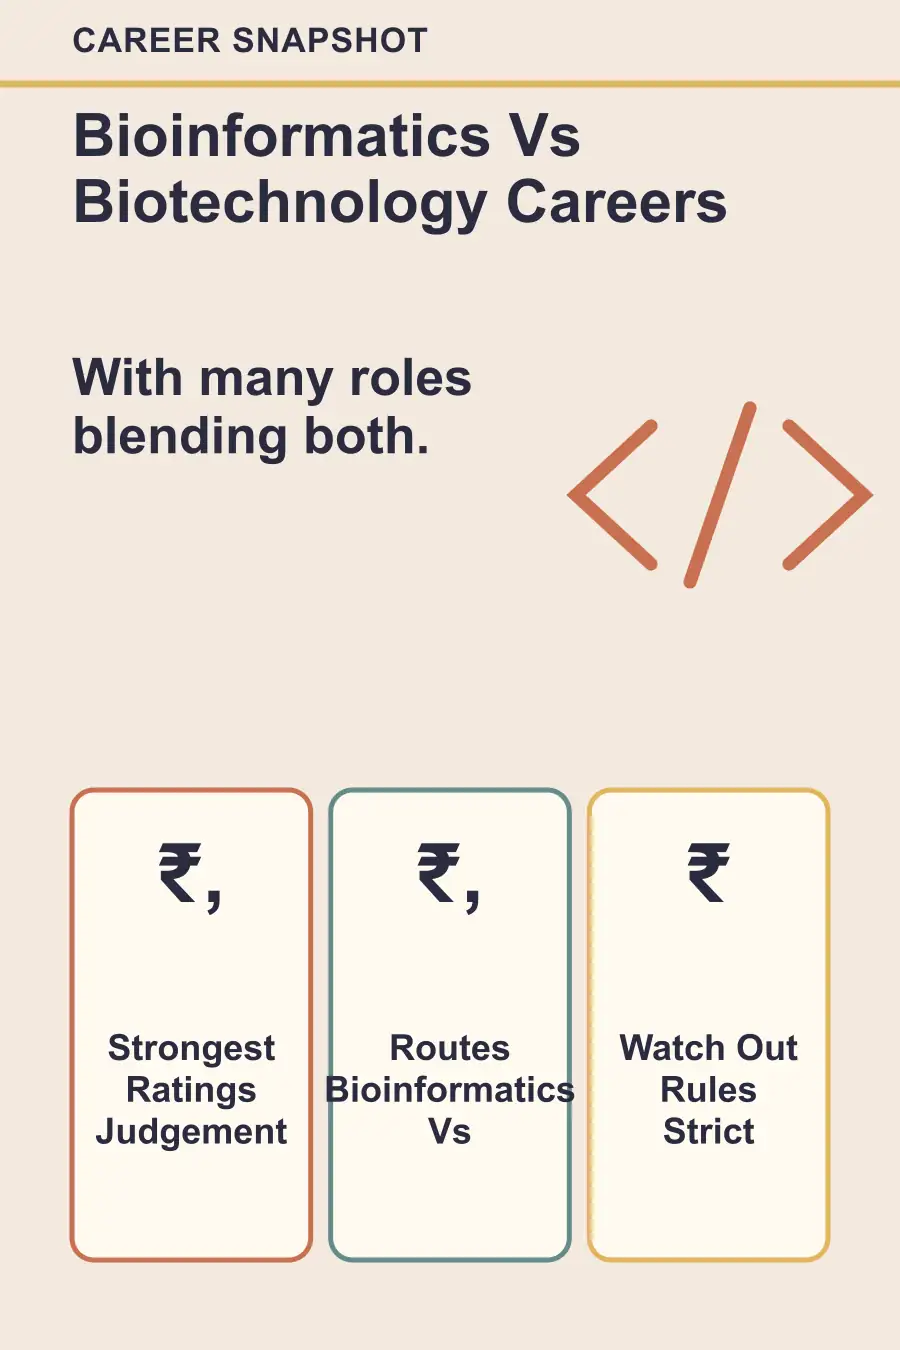 CAREER SNAPSHOT
Bioinformatics Vs
Biotechnology Careers
With many roles
blending both.
₹,
Strongest
Ratings
Judgement
₹,
Routes
Bioinformatics
Vs
₹
Watch Out
Rules
Strict